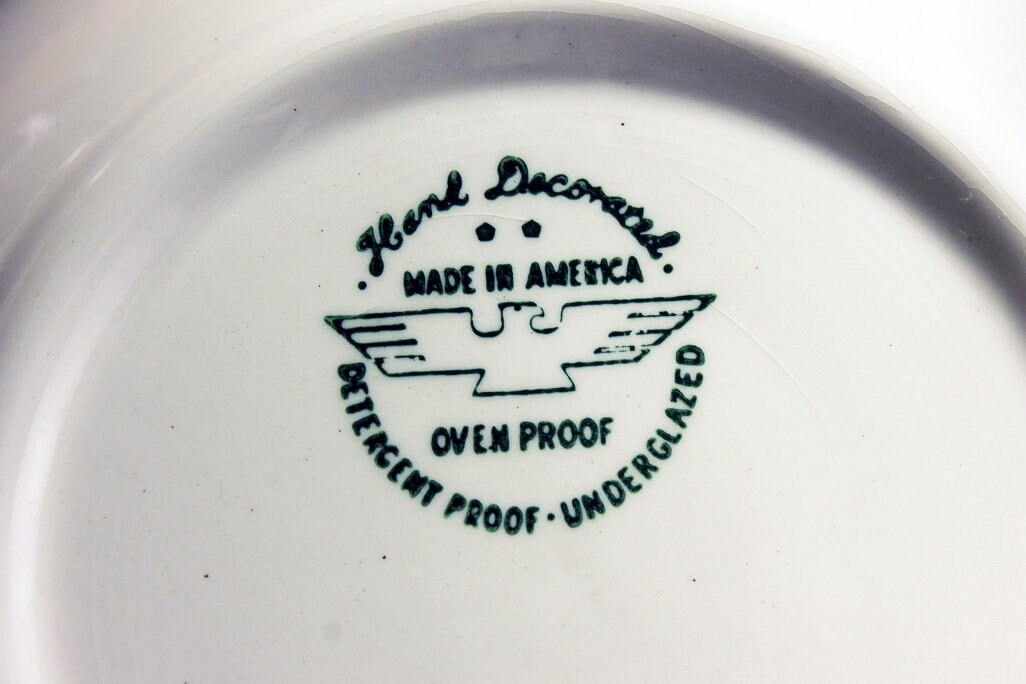 Hand Decorated
MADE IN AMERICA
OVEN PROOF
DETERGENT PROOF · UNDERGLAZED